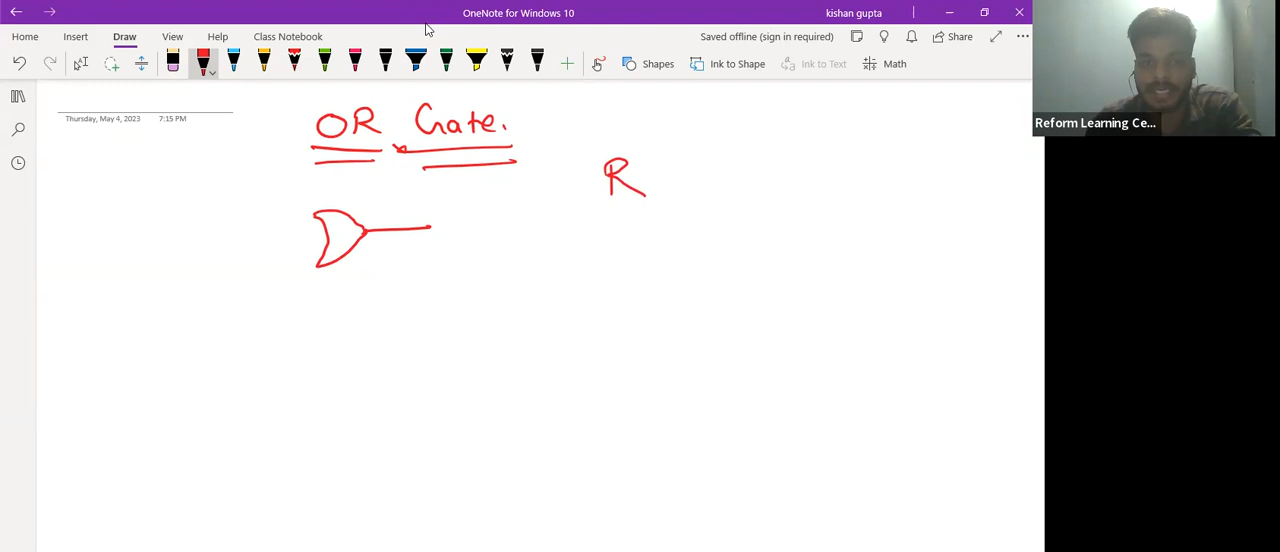 OneNote for Windows 10
kishan gupta
Home Insert Draw View Help Class Notebook
Saved offline (sign in required)
Share
Shapes
Ink to Shape
Ink to Text
Math
Thursday, May 4, 2023 7:15 PM
OR Gate.
R
Reform Learning Ce...